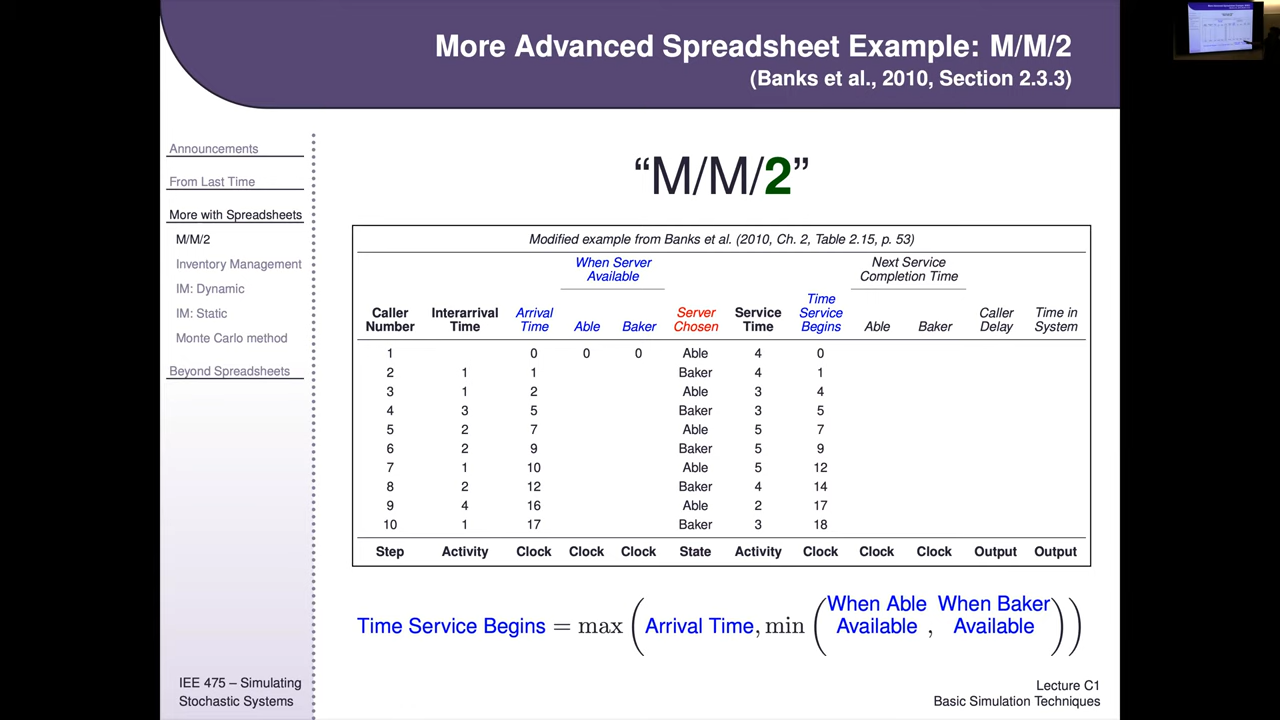 More Advanced Spreadsheet Example: M/M/2
(Banks et al., 2010, Section 2.3.3)
Announcements
From Last Time
More with Spreadsheets
M/M/2
Inventory Management
IM: Dynamic
IM: Static
Monte Carlo method
Beyond Spreadsheets
“M/M/2”
Modified example from Banks et al. (2010, Ch. 2, Table 2.15, p. 53)
When Server Available
Next Service Completion Time
Caller Number Interarrival Time Arrival Time Able Baker Server Chosen Service Time Time Service Begins Able Baker Caller Delay Time in System
1 0 0 0 Able 4 0
2 1 1 Baker 4 1
3 1 2 Able 3 4
4 3 5 Baker 3 5
5 2 7 Able 5 7
6 2 9 Baker 5 9
7 1 10 Able 5 12
8 2 12 Baker 4 14
9 4 16 Able 2 17
10 1 17 Baker 3 18
Step Activity Clock Clock Clock State Activity Clock Clock Clock Output Output
Time Service Begins = max (Arrival Time, min (When Able Available , When Baker Available))
IEE 475 – Simulating
Stochastic Systems
Lecture C1
Basic Simulation Techniques